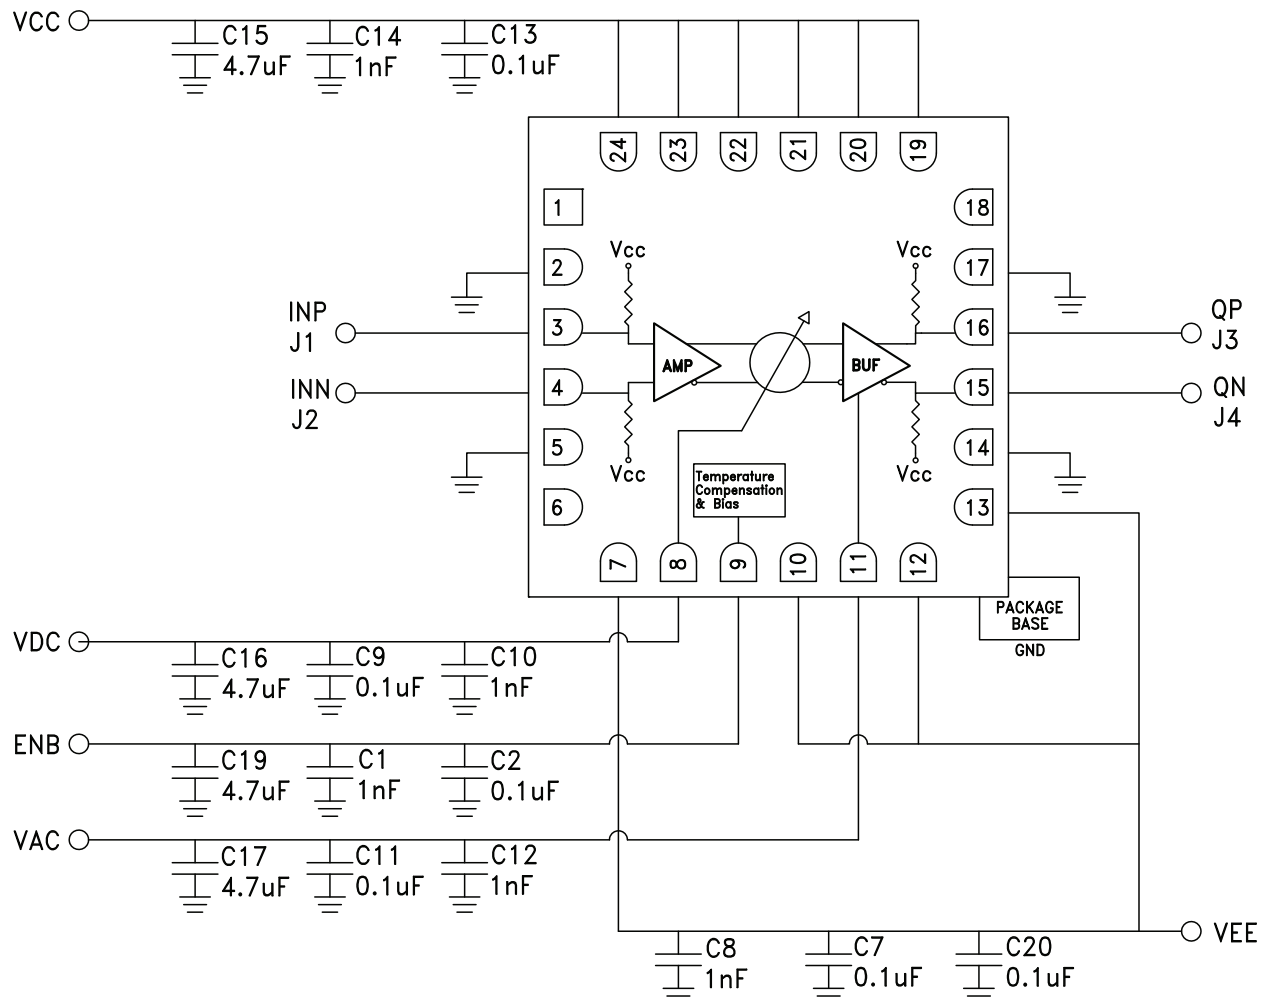 VCC
C15
4.7uF
C14
1nF
C13
0.1uF
24
23
22
21
20
19
1
2
3
4
5
6
18
17
16
15
14
13
Vcc
Vcc
INP
J1
INN
J2
QP
J3
QN
J4
AMP
BUF
Vcc
Vcc
Temperature
Compensation
& Bias
7
8
9
10
11
12
PACKAGE
BASE
GND
VDC
C16
4.7uF
C9
0.1uF
C10
1nF
ENB
C19
4.7uF
C1
1nF
C2
0.1uF
VAC
C17
4.7uF
C11
0.1uF
C12
1nF
C8
1nF
C7
0.1uF
C20
0.1uF
VEE